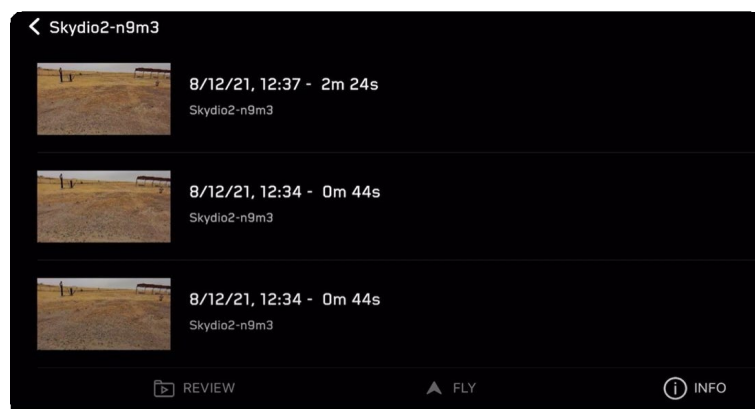 Skydio2-n9m3
8/12/21, 12:37 - 2m 24s
Skydio2-n9m3
8/12/21, 12:34 - 0m 44s
Skydio2-n9m3
8/12/21, 12:34 - 0m 44s
Skydio2-n9m3
REVIEW FLY INFO